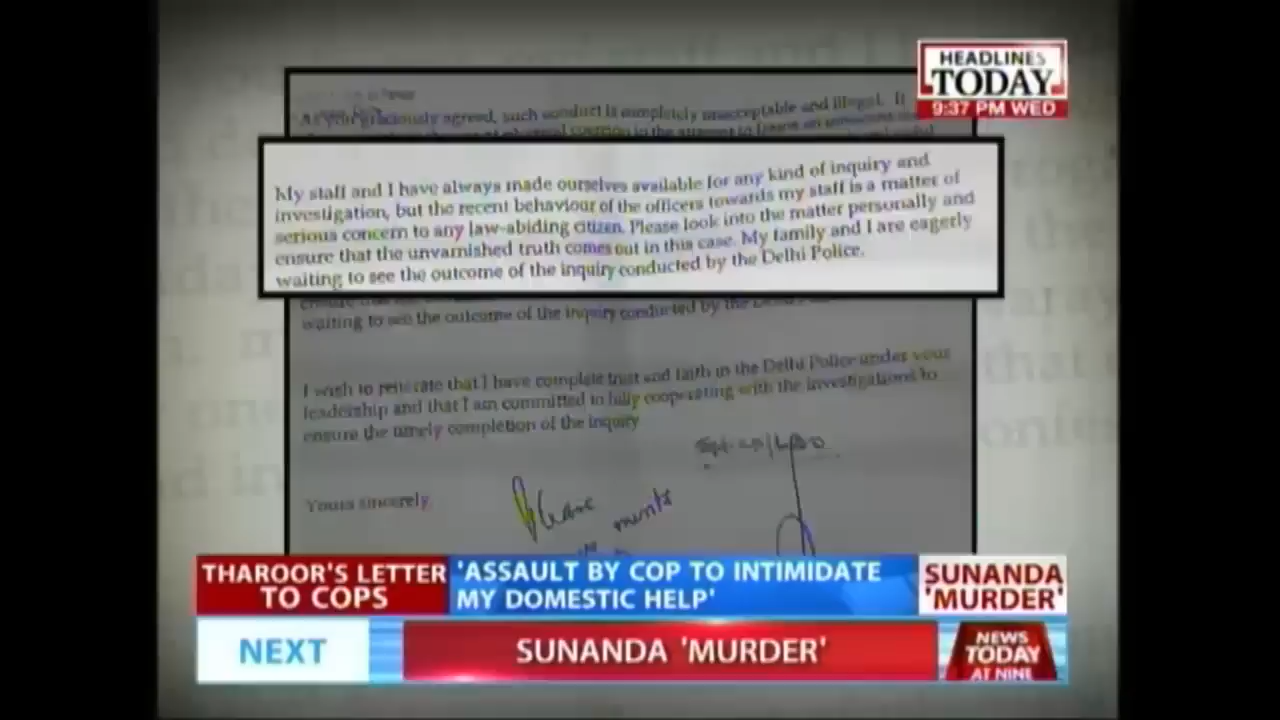 HEADLINES
TODAY
9:37 PM WED
As you graciously agreed, such conduct is completely unacceptable and illegal. It
My staff and I have always made ourselves available for any kind of inquiry and
investigation, but the recent behaviour of the officers towards my staff is a matter of
serious concern to any law-abiding citizen. Please look into the matter personally and
ensure that the unvarnished truth comes out in this case. My family and I are eagerly
waiting to see the outcome of the inquiry conducted by the Delhi Police.
waiting to see the outcome of the inquiry conducted by the Delhi
I wish to reiterate that I have complete trust and faith in the Delhi Police under your
leadership and that I am committed to fully cooperating with the investigations to
ensure the timely completion of the inquiry
Yours sincerely
Please
THAROOR'S LETTER
TO COPS
'ASSAULT BY COP TO INTIMIDATE
MY DOMESTIC HELP'
SUNANDA
'MURDER'
NEXT
SUNANDA 'MURDER'
NEWS
TODAY
AT NINE